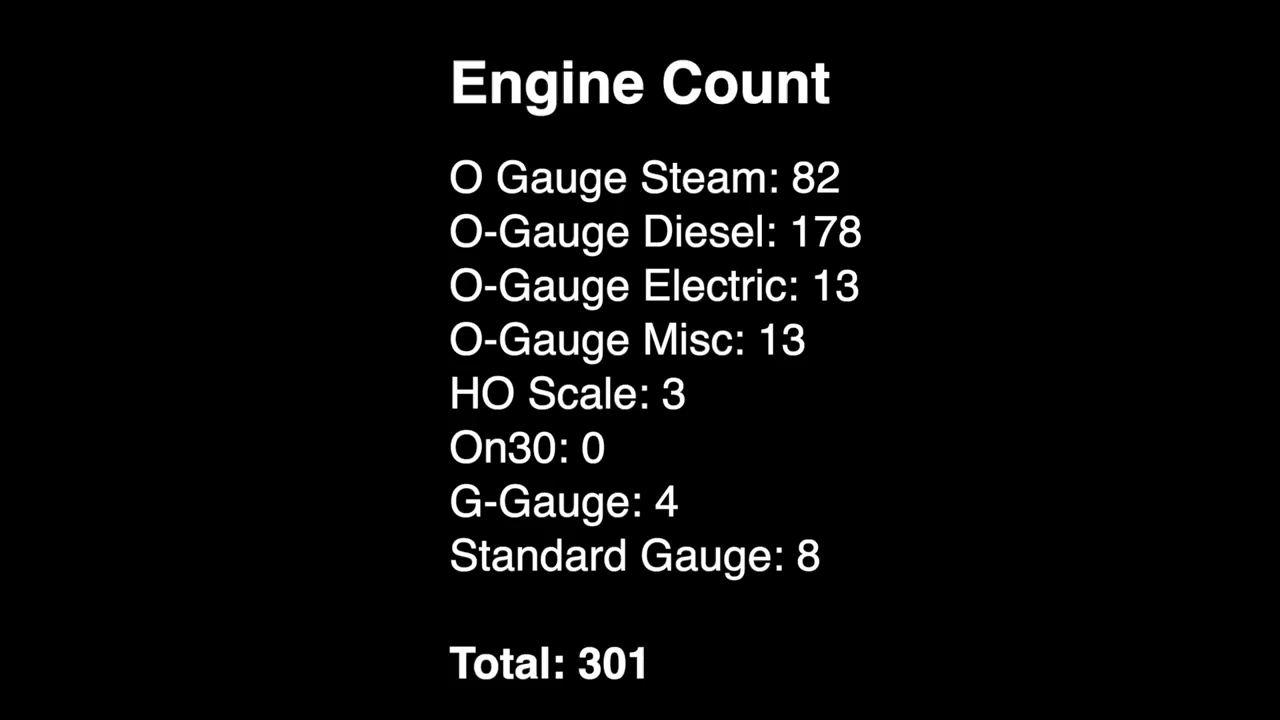 Engine Count
O Gauge Steam: 82
O-Gauge Diesel: 178
O-Gauge Electric: 13
O-Gauge Misc: 13
HO Scale: 3
On30: 0
G-Gauge: 4
Standard Gauge: 8
Total: 301